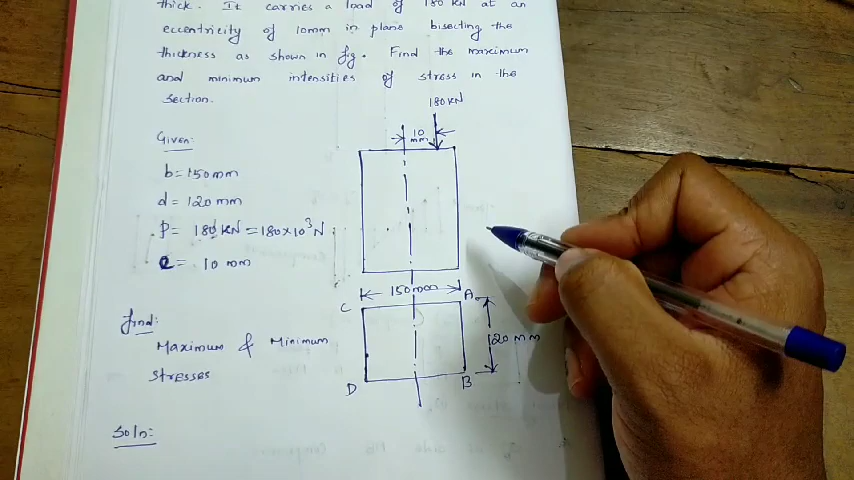 thick. It carries a load of 180 kN at an
eccentricity of 10mm in plane bisecting the
thickness as shown in fig. Find the maximum
and minimum intensities of stress in the
section.
180 KN
10
mm
Given:
b = 150 mm
d = 120 mm
P = 180 KN = 180 x 10³ N
e = 10 mm
150mm
C
A
120 mm
D
B
find:
Maximum & Minimum
stresses
Soln: